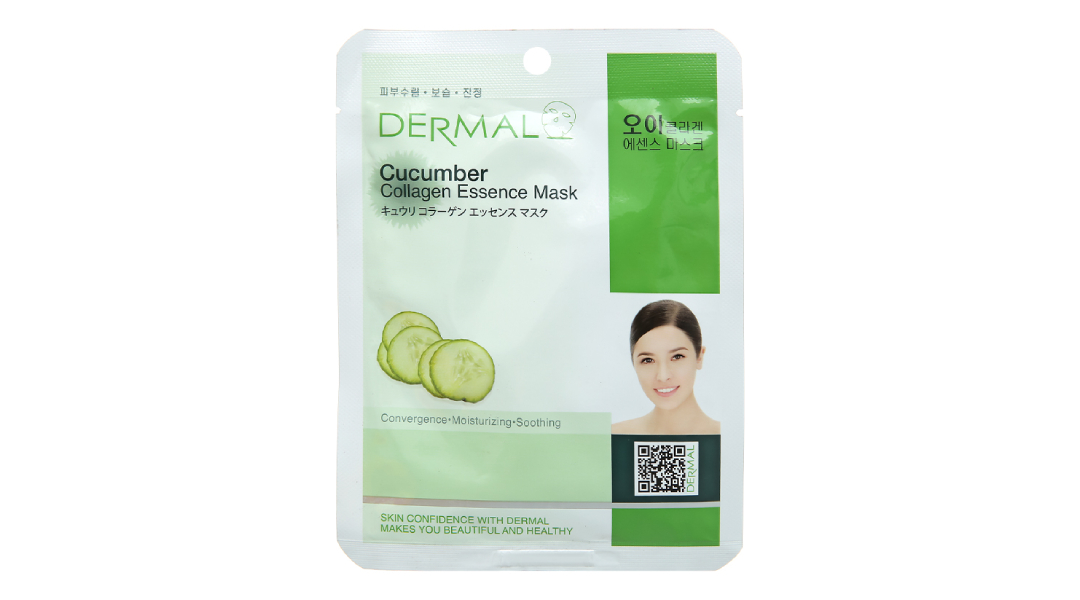 피부수렴 • 보습 • 진정
DERMAL
오이콜라겐
에센스 마스크
Cucumber
Collagen Essence Mask
キュウリ コラーゲン エッセンス マスク
Convergence•Moisturizing•Soothing
DERMAL
SKIN CONFIDENCE WITH DERMAL
MAKES YOU BEAUTIFUL AND HEALTHY